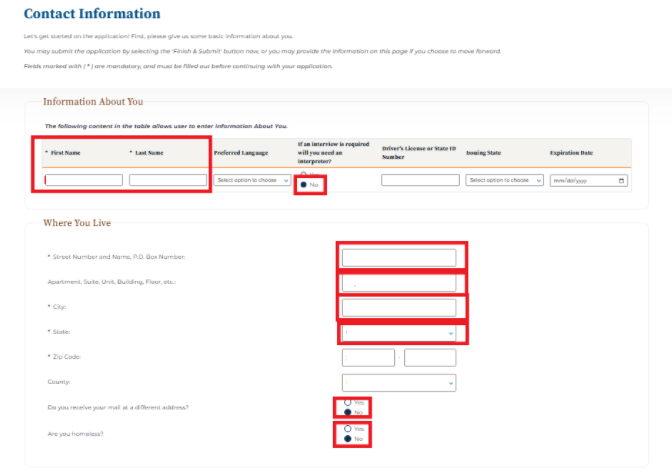 Contact Information
Let's get started on the application! First, please give us some basic information about you.
You may submit the application by selecting the 'Finish & Submit' button now, or you may provide the information on this page if you choose to move forward.
Fields marked with ( * ) are mandatory, and must be filled out before continuing with your application.
Information About You
The following content in the table allows user to enter Information About You.
* First Name
* Last Name
Preferred Language
If an interview is required
will you need an
interpreter?
Driver's License or State ID
Number
Issuing State
Expiration Date
Select option to choose
Yes
No
Select option to choose
mm/dd/yyyy
Where You Live
* Street Number and Name, P.O. Box Number:
Apartment, Suite, Unit, Building, Floor, etc.:
* City:
* State:
* Zip Code:
-
County:
Do you receive your mail at a different address?
Yes
No
Are you homeless?
Yes
No